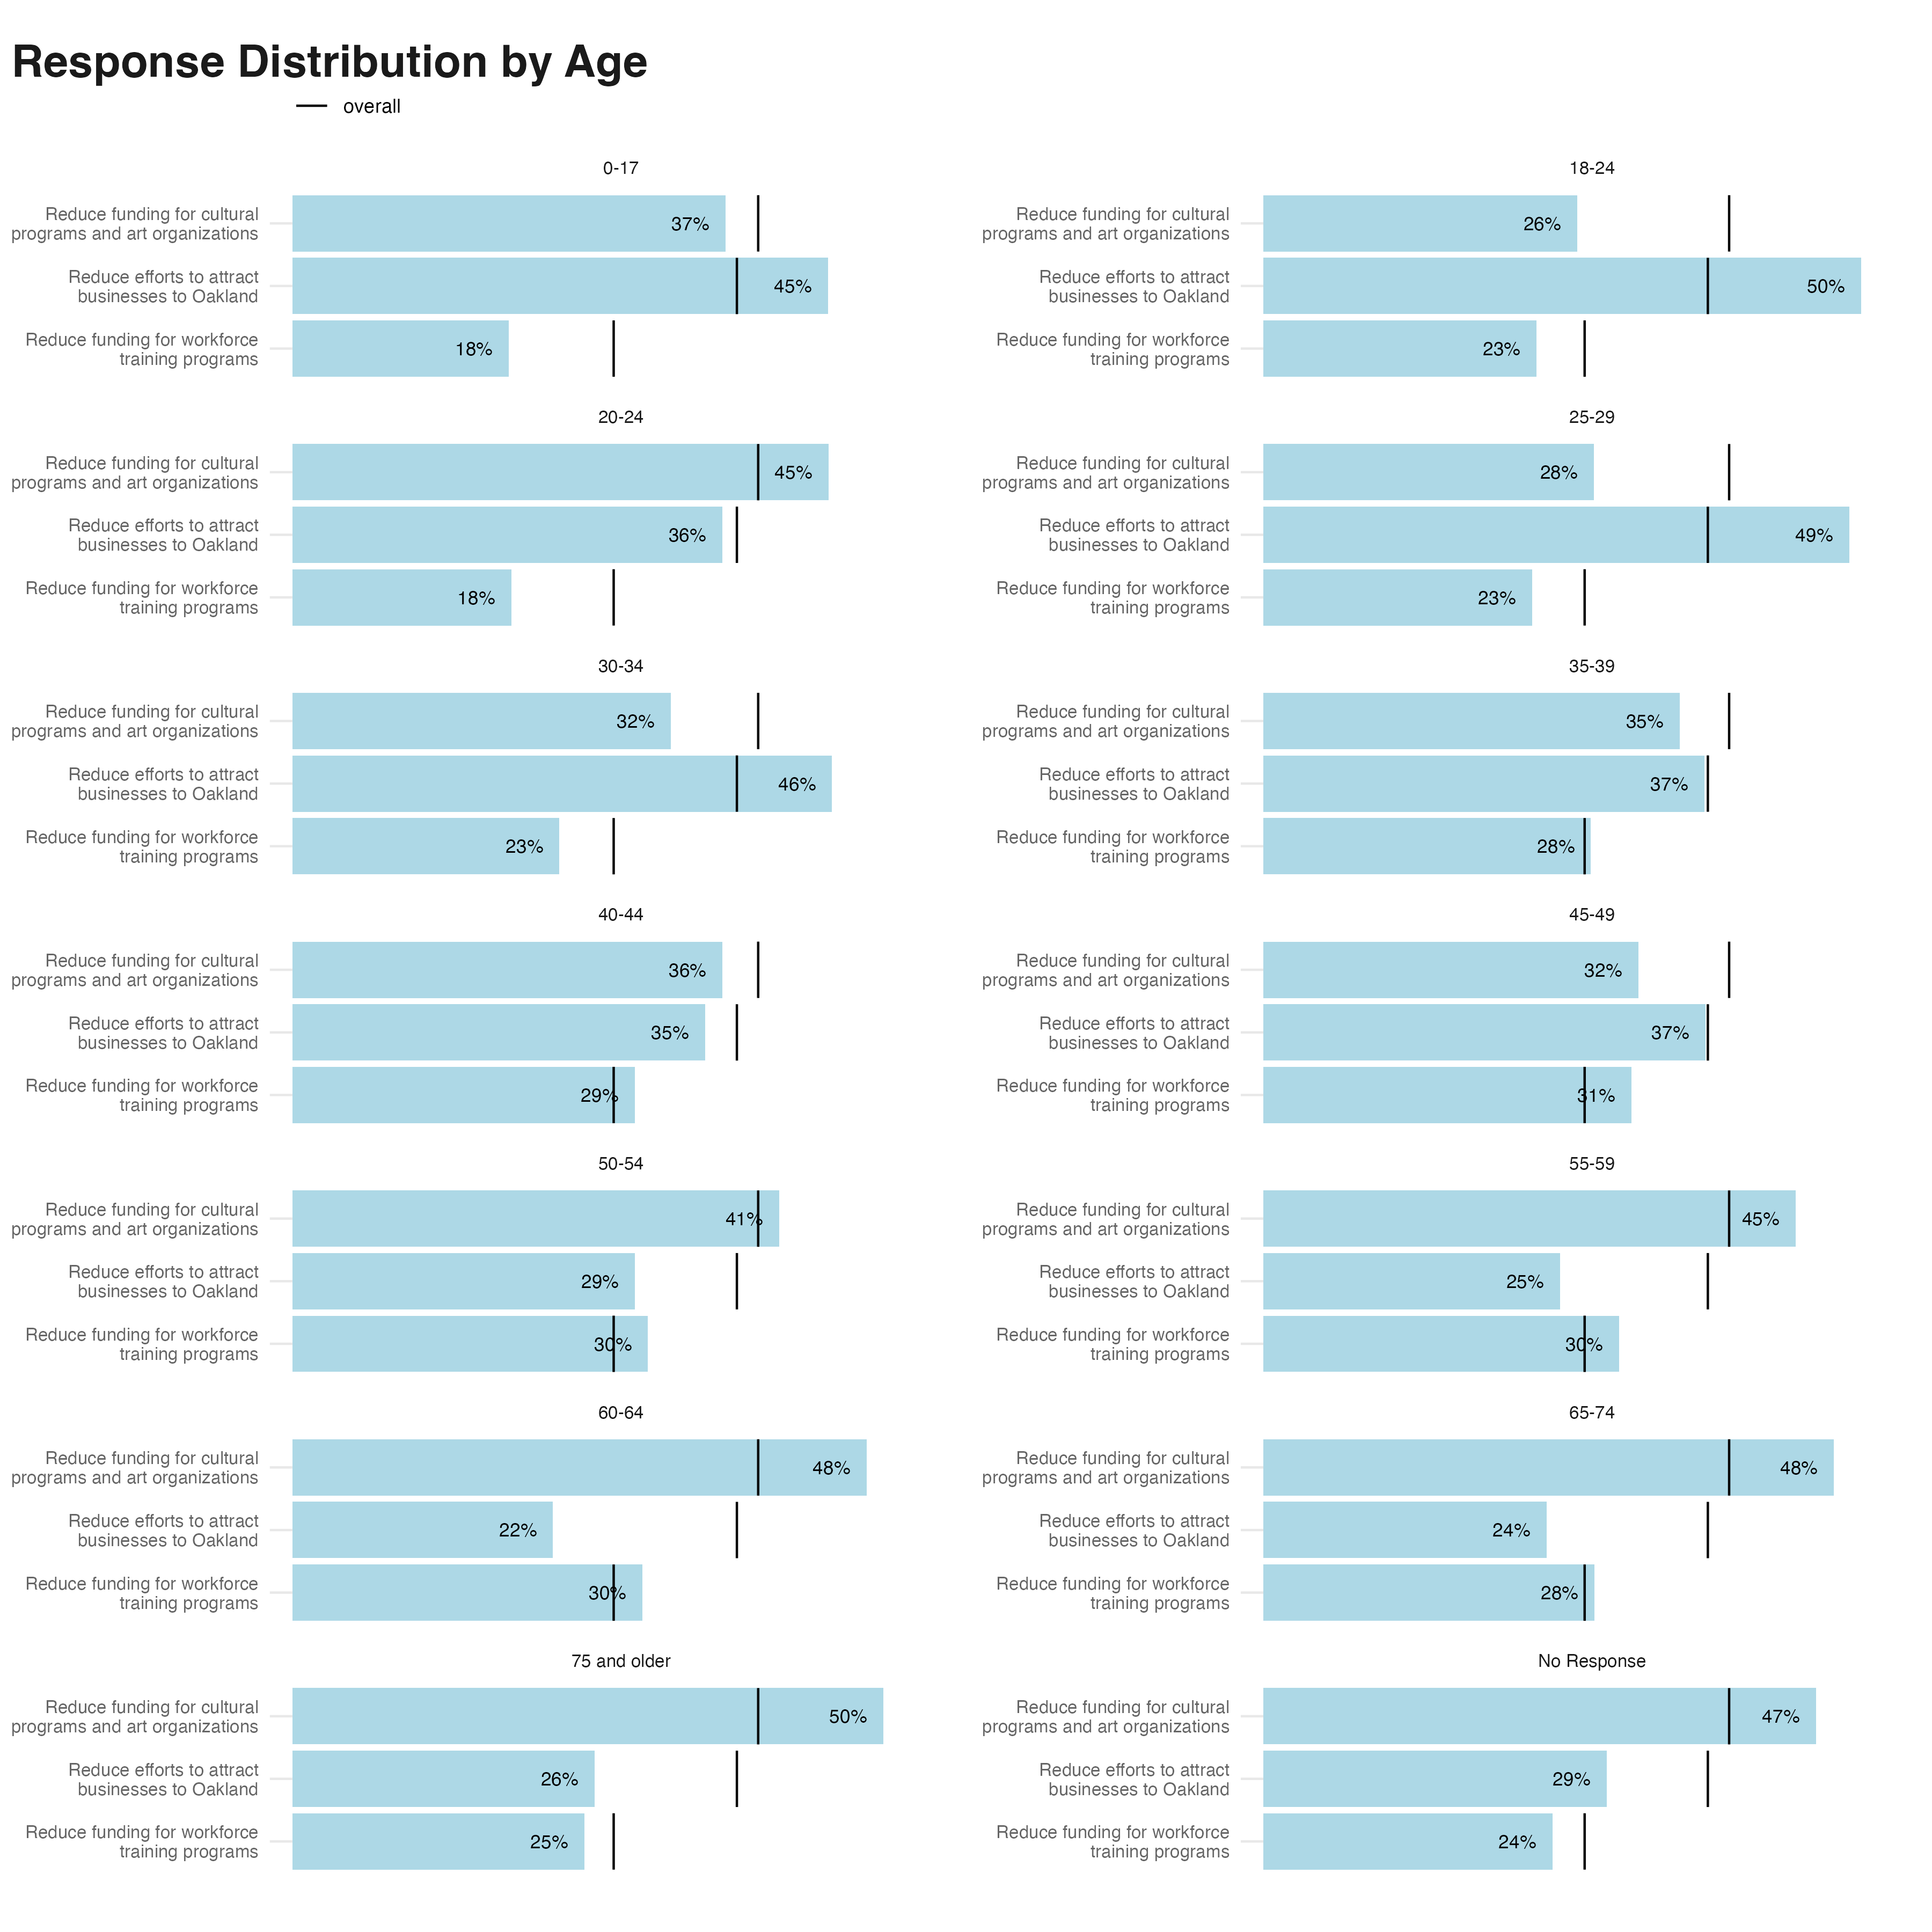 Response Distribution by Age
overall
0-17
Reduce funding for cultural
programs and art organizations
37%
Reduce efforts to attract
businesses to Oakland
45%
Reduce funding for workforce
training programs
18%
18-24
Reduce funding for cultural
programs and art organizations
26%
Reduce efforts to attract
businesses to Oakland
50%
Reduce funding for workforce
training programs
23%
20-24
Reduce funding for cultural
programs and art organizations
45%
Reduce efforts to attract
businesses to Oakland
36%
Reduce funding for workforce
training programs
18%
25-29
Reduce funding for cultural
programs and art organizations
28%
Reduce efforts to attract
businesses to Oakland
49%
Reduce funding for workforce
training programs
23%
30-34
Reduce funding for cultural
programs and art organizations
32%
Reduce efforts to attract
businesses to Oakland
46%
Reduce funding for workforce
training programs
23%
35-39
Reduce funding for cultural
programs and art organizations
35%
Reduce efforts to attract
businesses to Oakland
37%
Reduce funding for workforce
training programs
28%
40-44
Reduce funding for cultural
programs and art organizations
36%
Reduce efforts to attract
businesses to Oakland
35%
Reduce funding for workforce
training programs
29%
45-49
Reduce funding for cultural
programs and art organizations
32%
Reduce efforts to attract
businesses to Oakland
37%
Reduce funding for workforce
training programs
31%
50-54
Reduce funding for cultural
programs and art organizations
41%
Reduce efforts to attract
businesses to Oakland
29%
Reduce funding for workforce
training programs
30%
55-59
Reduce funding for cultural
programs and art organizations
45%
Reduce efforts to attract
businesses to Oakland
25%
Reduce funding for workforce
training programs
30%
60-64
Reduce funding for cultural
programs and art organizations
48%
Reduce efforts to attract
businesses to Oakland
22%
Reduce funding for workforce
training programs
30%
65-74
Reduce funding for cultural
programs and art organizations
48%
Reduce efforts to attract
businesses to Oakland
24%
Reduce funding for workforce
training programs
28%
75 and older
Reduce funding for cultural
programs and art organizations
50%
Reduce efforts to attract
businesses to Oakland
26%
Reduce funding for workforce
training programs
25%
No Response
Reduce funding for cultural
programs and art organizations
47%
Reduce efforts to attract
businesses to Oakland
29%
Reduce funding for workforce
training programs
24%